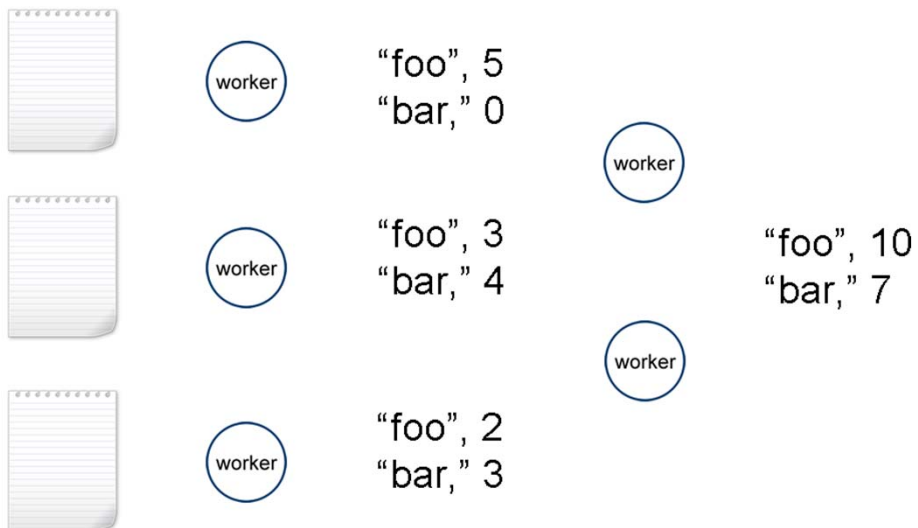 worker
“foo”, 5
“bar,” 0
worker
“foo”, 3
“bar,” 4
worker
“foo”, 2
“bar,” 3
worker
worker
“foo”, 10
“bar,” 7